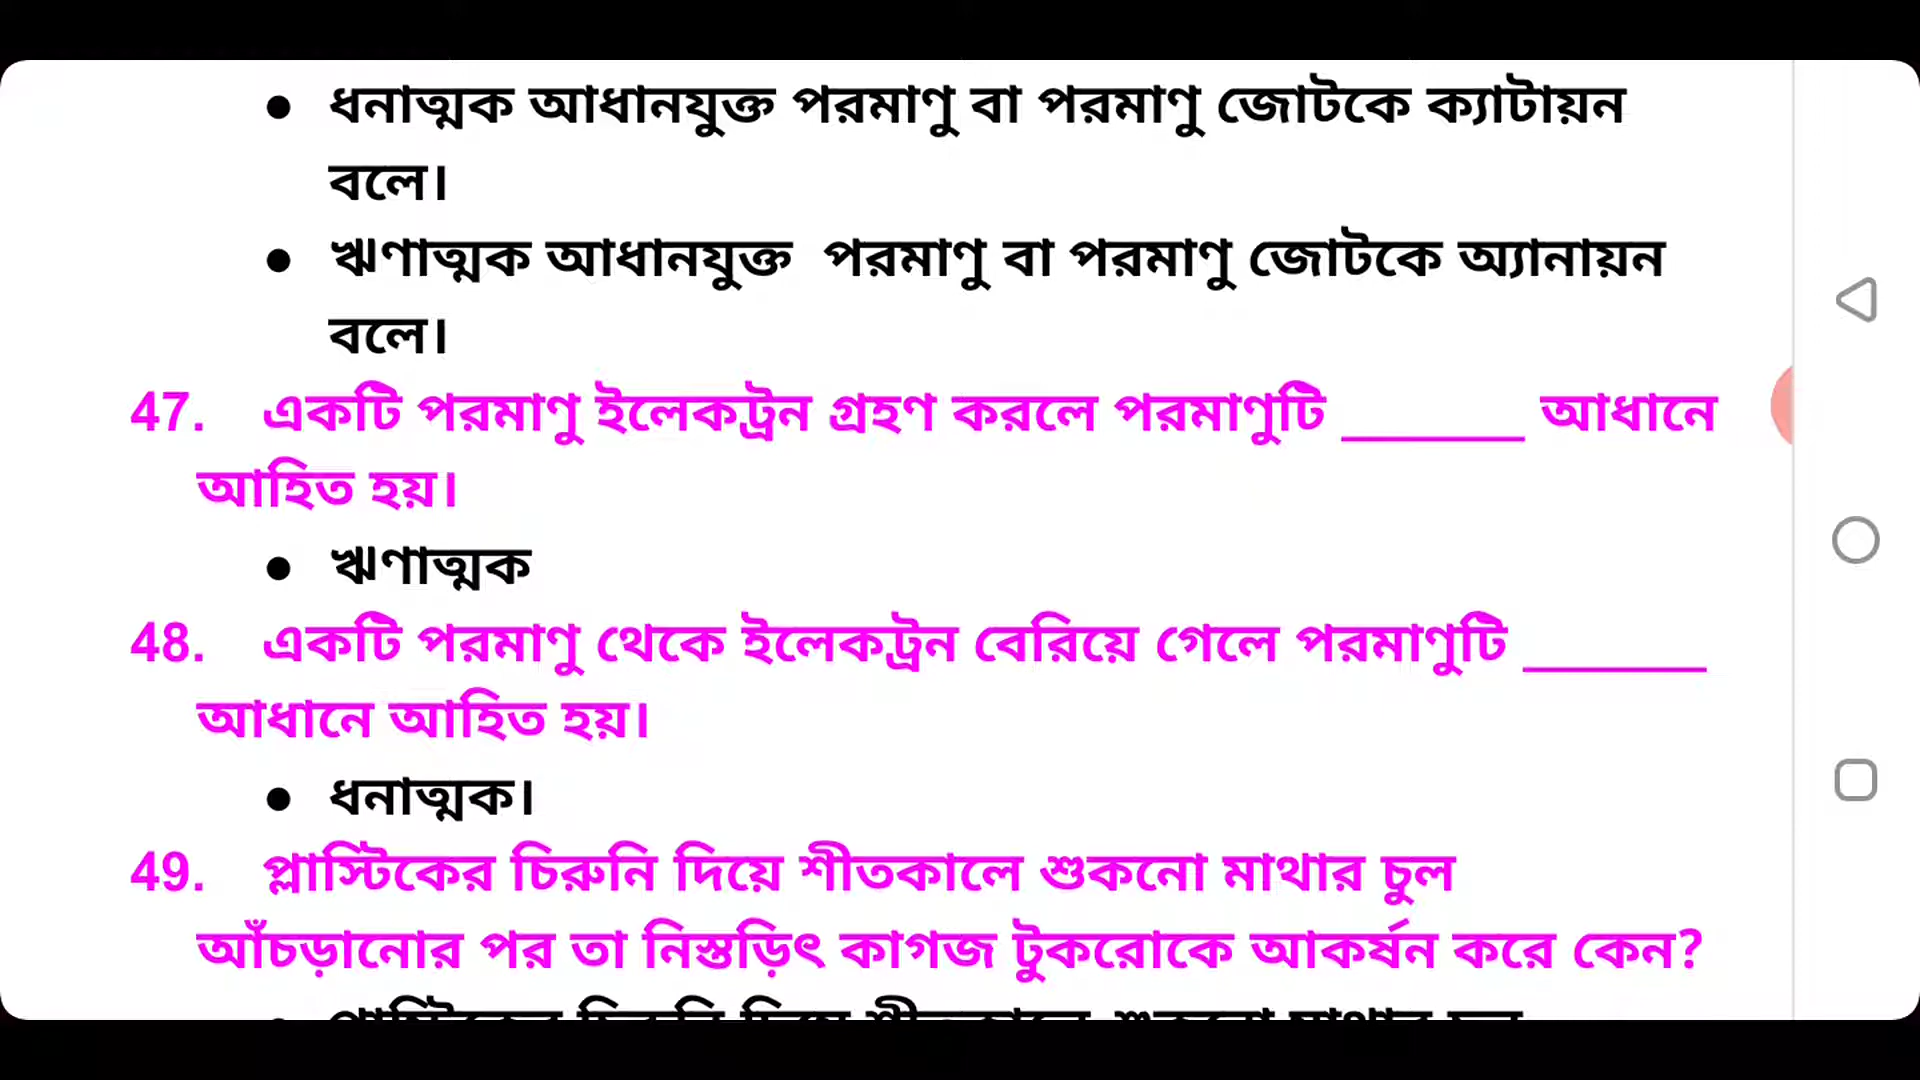 ● ধনাত্মক আধানযুক্ত পরমাণু বা পরমাণু জোটকে ক্যাটায়ন
বলে।
● ঋণাত্মক আধানযুক্ত পরমাণু বা পরমাণু জোটকে অ্যানায়ন
বলে।
47. একটি পরমাণু ইলেকট্রন গ্রহণ করলে পরমাণুটি ______ আধানে
আহিত হয়।
● ঋণাত্মক
48. একটি পরমাণু থেকে ইলেকট্রন বেরিয়ে গেলে পরমাণুটি ______
আধানে আহিত হয়।
● ধনাত্মক।
49. প্লাস্টিকের চিরুনি দিয়ে শীতকালে শুকনো মাথার চুল
আঁচড়ানোর পর তা নিস্তড়িৎ কাগজ টুকরোকে আকর্ষন করে কেন?